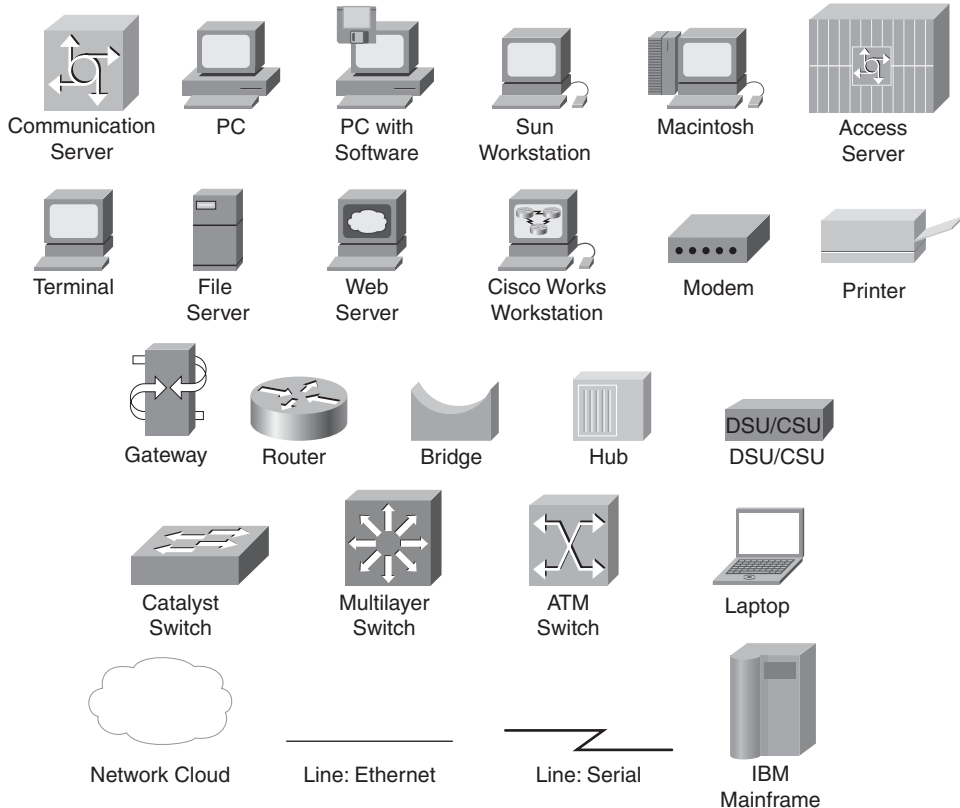 Communication
Server
PC
PC with
Software
Sun
Workstation
Macintosh
Access
Server
Terminal
File
Server
Web
Server
Cisco Works
Workstation
Modem
Printer
Gateway
Router
Bridge
Hub
DSU/CSU
DSU/CSU
Catalyst
Switch
Multilayer
Switch
ATM
Switch
Laptop
Network Cloud
Line: Ethernet
Line: Serial
IBM
Mainframe